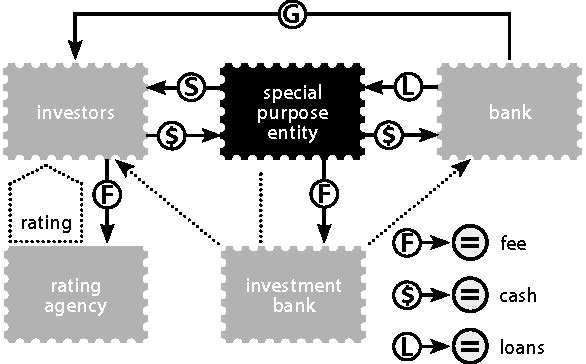 G
investors
S
special
purpose
entity
L
bank
$
$
F
F
rating
rating
agency
investment
bank
F = fee
$ = cash
L = loans